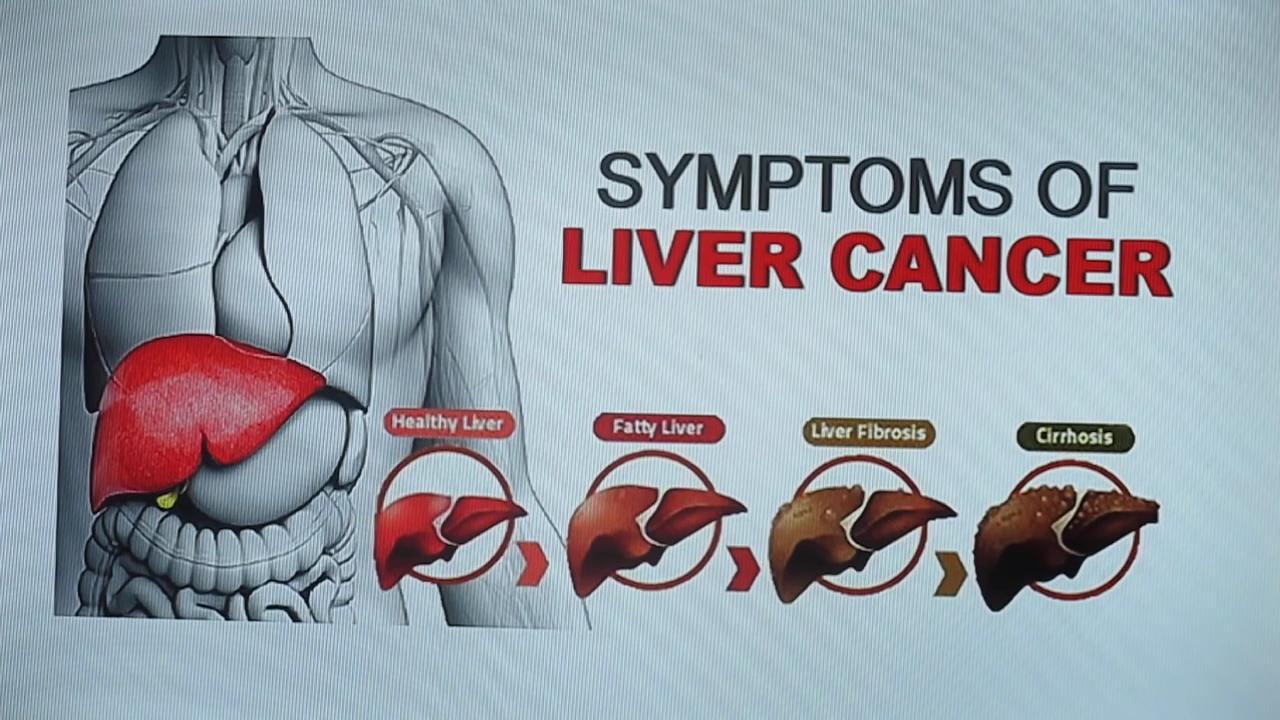 SYMPTOMS OF
LIVER CANCER
Healthy Liver
Fatty Liver
Liver Fibrosis
Cirrhosis